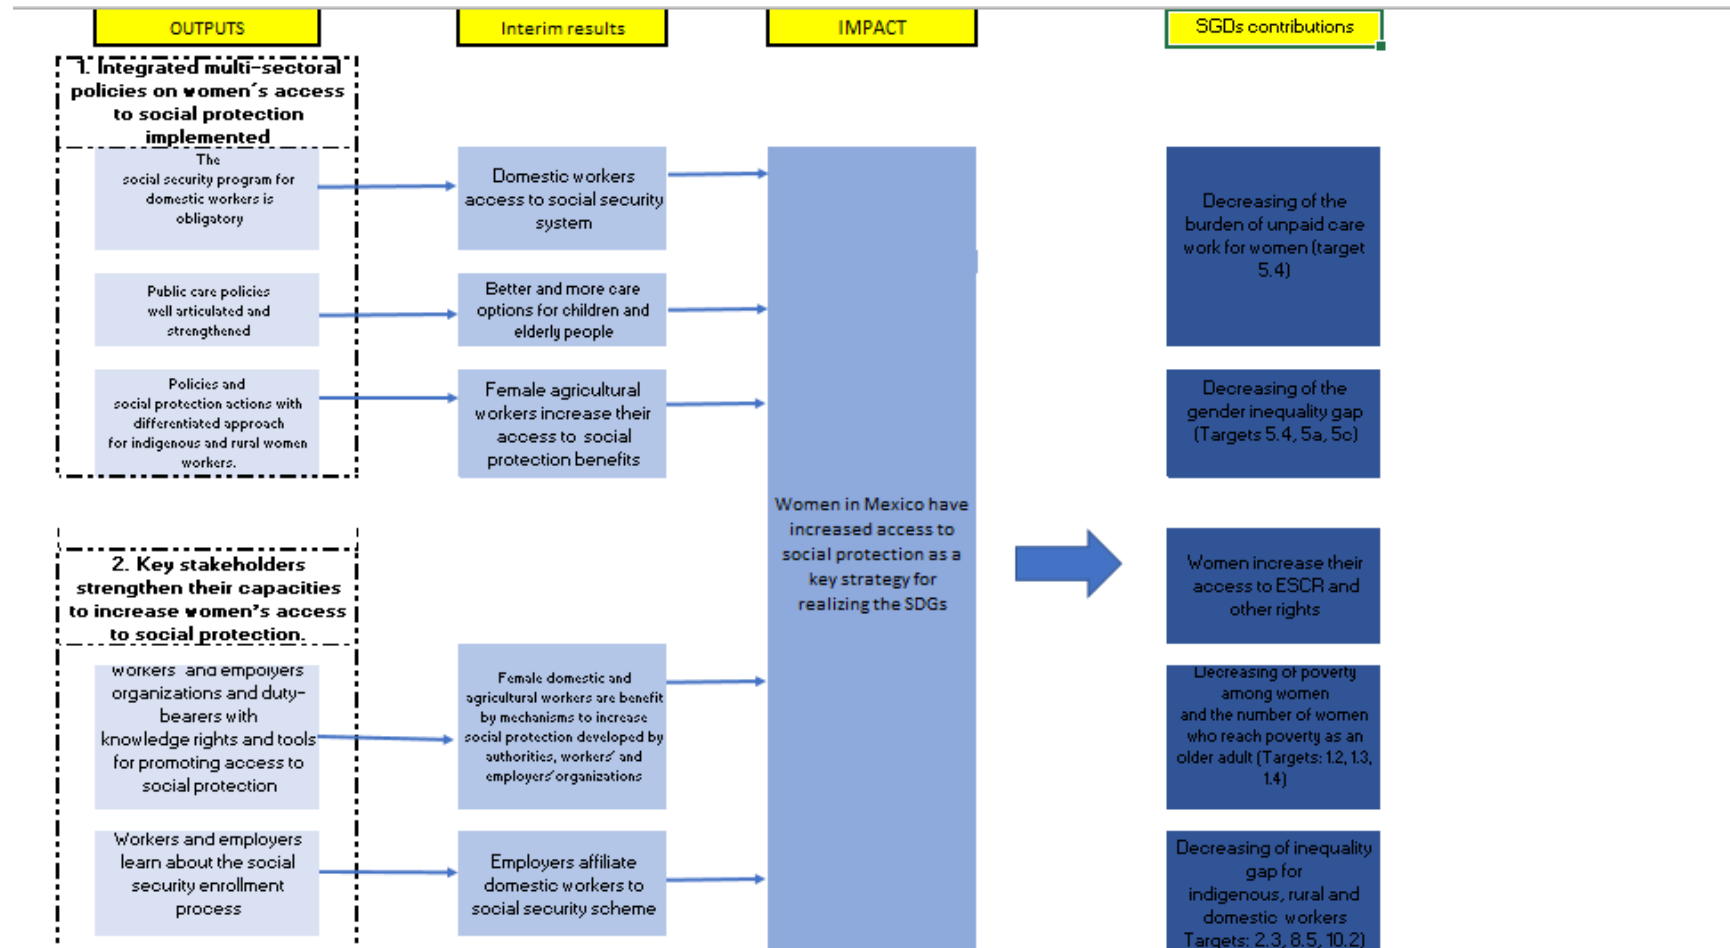 OUTPUTS
Interim results
IMPACT
SGDs contributions
1. Integrated multi-sectoral
policies on women´s access
to social protection
implemented
The
social security program for
domestic workers is
obligatory
Domestic workers
access to social security
system
Decreasing of the
burden of unpaid care
work for women (target
5.4)
Public care policies
well articulated and
strengthened
Better and more care
options for children and
elderly people
Policies and
social protection actions with
differentiated approach
for indigenous and rural women
workers.
Female agricultural
workers increase their
access to social
protection benefits
Decreasing of the
gender inequality gap
(Targets 5.4, 5a, 5c)
Women in Mexico have
increased access to
social protection as a
key strategy for
realizing the SDGs
2. Key stakeholders
strengthen their capacities
to increase women's access
to social protection.
Women increase their
access to ESCR and
other rights
Workers´ and empolyers
organizations and duty-
bearers with
knowledge rights and tools
for promoting access to
social protection
Female domestic and
agricultural workers are benefit
by mechanisms to increase
social protection developed by
authorities, workers´ and
employers´organizations
Decreasing of poverty
among women
and the number of women
who reach poverty as an
older adult (Targets: 1.2, 1.3,
1.4)
Workers and employers
learn about the social
security enrollment
process
Employers affiliate
domestic workers to
social security scheme
Decreasing of inequality
gap for
indigenous, rural and
domestic workers
Targets: 2.3, 8.5, 10.2)